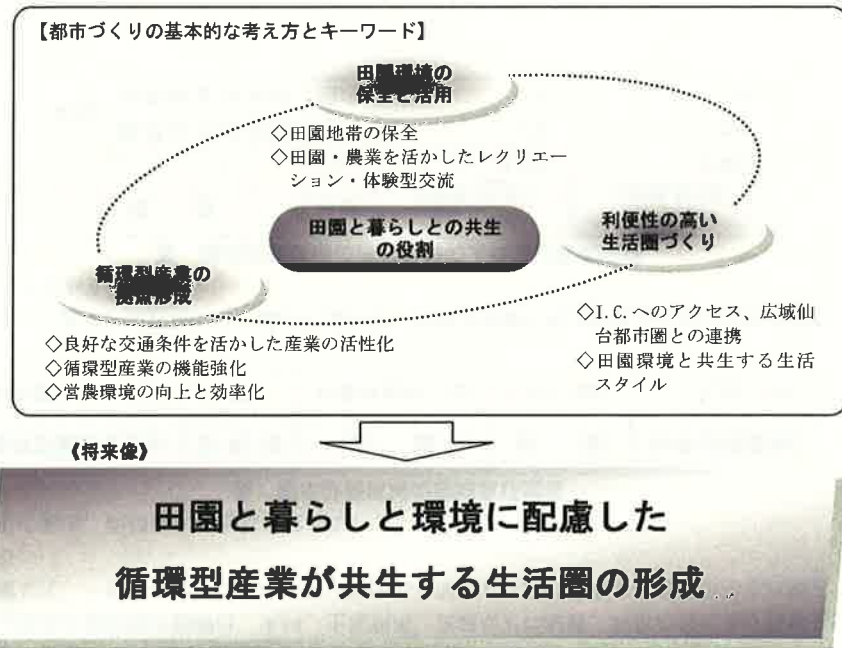 【都市づくりの基本的な考え方とキーワード】
田園環境の
保全と活用
◇田園地帯の保全
◇田園・農業を活かしたレクリエー
ション・体験型交流
田園と暮らしとの共生
の役割
利便性の高い
生活圏づくり
◇I.C.へのアクセス、広域仙
台都市圏との連携
◇田園環境と共生する生活
スタイル
循環型産業の
拠点形成
◇良好な交通条件を活かした産業の活性化
◇循環型産業の機能強化
◇営農環境の向上と効率化
《将来像》
田園と暮らしと環境に配慮した
循環型産業が共生する生活圏の形成